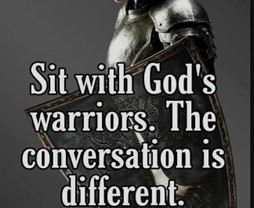 Sit with God's
warriors. The
conversation is
different.